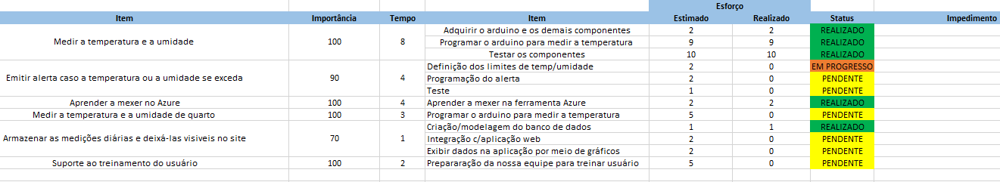 Esforço
Item Importância Tempo Item Estimado Realizado Status Impedimento
Medir a temperatura e a umidade 100 8 Adquirir o arduino e os demais componentes 2 2 REALIZADO
Programar o arduino para medir a temperatura 9 9 REALIZADO
Testar os componentes 10 10 REALIZADO
Emitir alerta caso a temperatura ou a umidade se exceda 90 4 Definição dos limites de temp/umidade 2 0 EM PROGRESSO
Programação do alerta 2 0 PENDENTE
Teste 1 0 PENDENTE
Aprender a mexer no Azure 100 4 Aprender a mexer na ferramenta Azure 2 2 REALIZADO
Medir a temperatura e a umidade de quarto 100 3 Programar o arduino para medir a temperatura 5 0 PENDENTE
Armazenar as medições diárias e deixá-las visiveis no site 70 1 Criação/modelagem do banco de dados 1 1 REALIZADO
Integração c/aplicação web 2 0 PENDENTE
Exibir dados na aplicação por meio de gráficos 2 0 PENDENTE
Suporte ao treinamento do usuário 100 2 Prepararação da nossa equipe para treinar usuário 5 0 PENDENTE